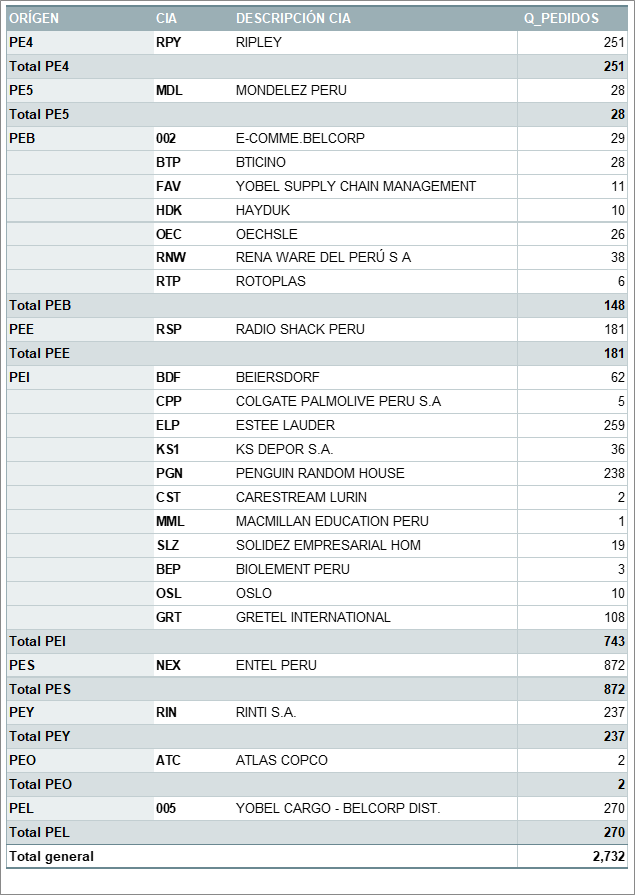 ORÍGEN CIA DESCRIPCIÓN CIA Q_PEDIDOS
PE4 RPY RIPLEY 251
Total PE4 251
PE5 MDL MONDELEZ PERU 28
Total PE5 28
PEB 002 E-COMME.BELCORP 29
BTP BTICINO 28
FAV YOBEL SUPPLY CHAIN MANAGEMENT 11
HDK HAYDUK 10
OEC OECHSLE 26
RNW RENA WARE DEL PERÚ S A 38
RTP ROTOPLAS 6
Total PEB 148
PEE RSP RADIO SHACK PERU 181
Total PEE 181
PEI BDF BEIERSDORF 62
CPP COLGATE PALMOLIVE PERU S.A 5
ELP ESTEE LAUDER 259
KS1 KS DEPOR S.A. 36
PGN PENGUIN RANDOM HOUSE 238
CST CARESTREAM LURIN 2
MML MACMILLAN EDUCATION PERU 1
SLZ SOLIDEZ EMPRESARIAL HOM 19
BEP BIOLEMENT PERU 3
OSL OSLO 10
GRT GRETEL INTERNATIONAL 108
Total PEI 743
PES NEX ENTEL PERU 872
Total PES 872
PEY RIN RINTI S.A. 237
Total PEY 237
PEO ATC ATLAS COPCO 2
Total PEO 2
PEL 005 YOBEL CARGO - BELCORP DIST. 270
Total PEL 270
Total general 2,732